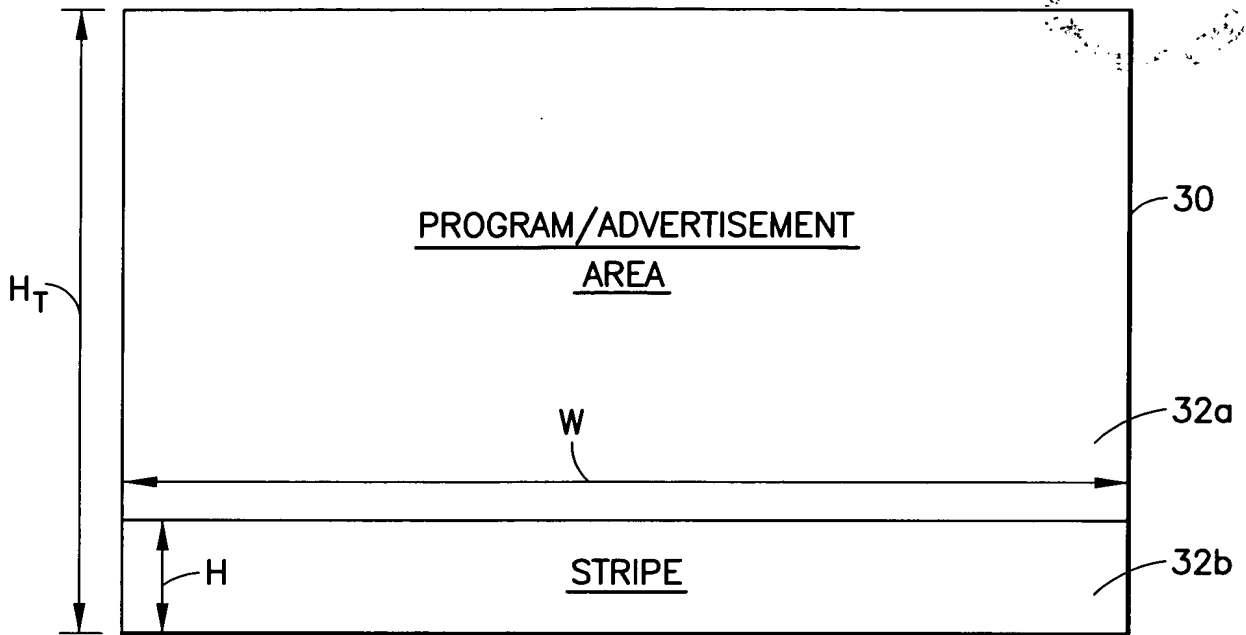 PROGRAM/ADVERTISEMENT
AREA
30
H_T
32a
W
32b
H
STRIPE